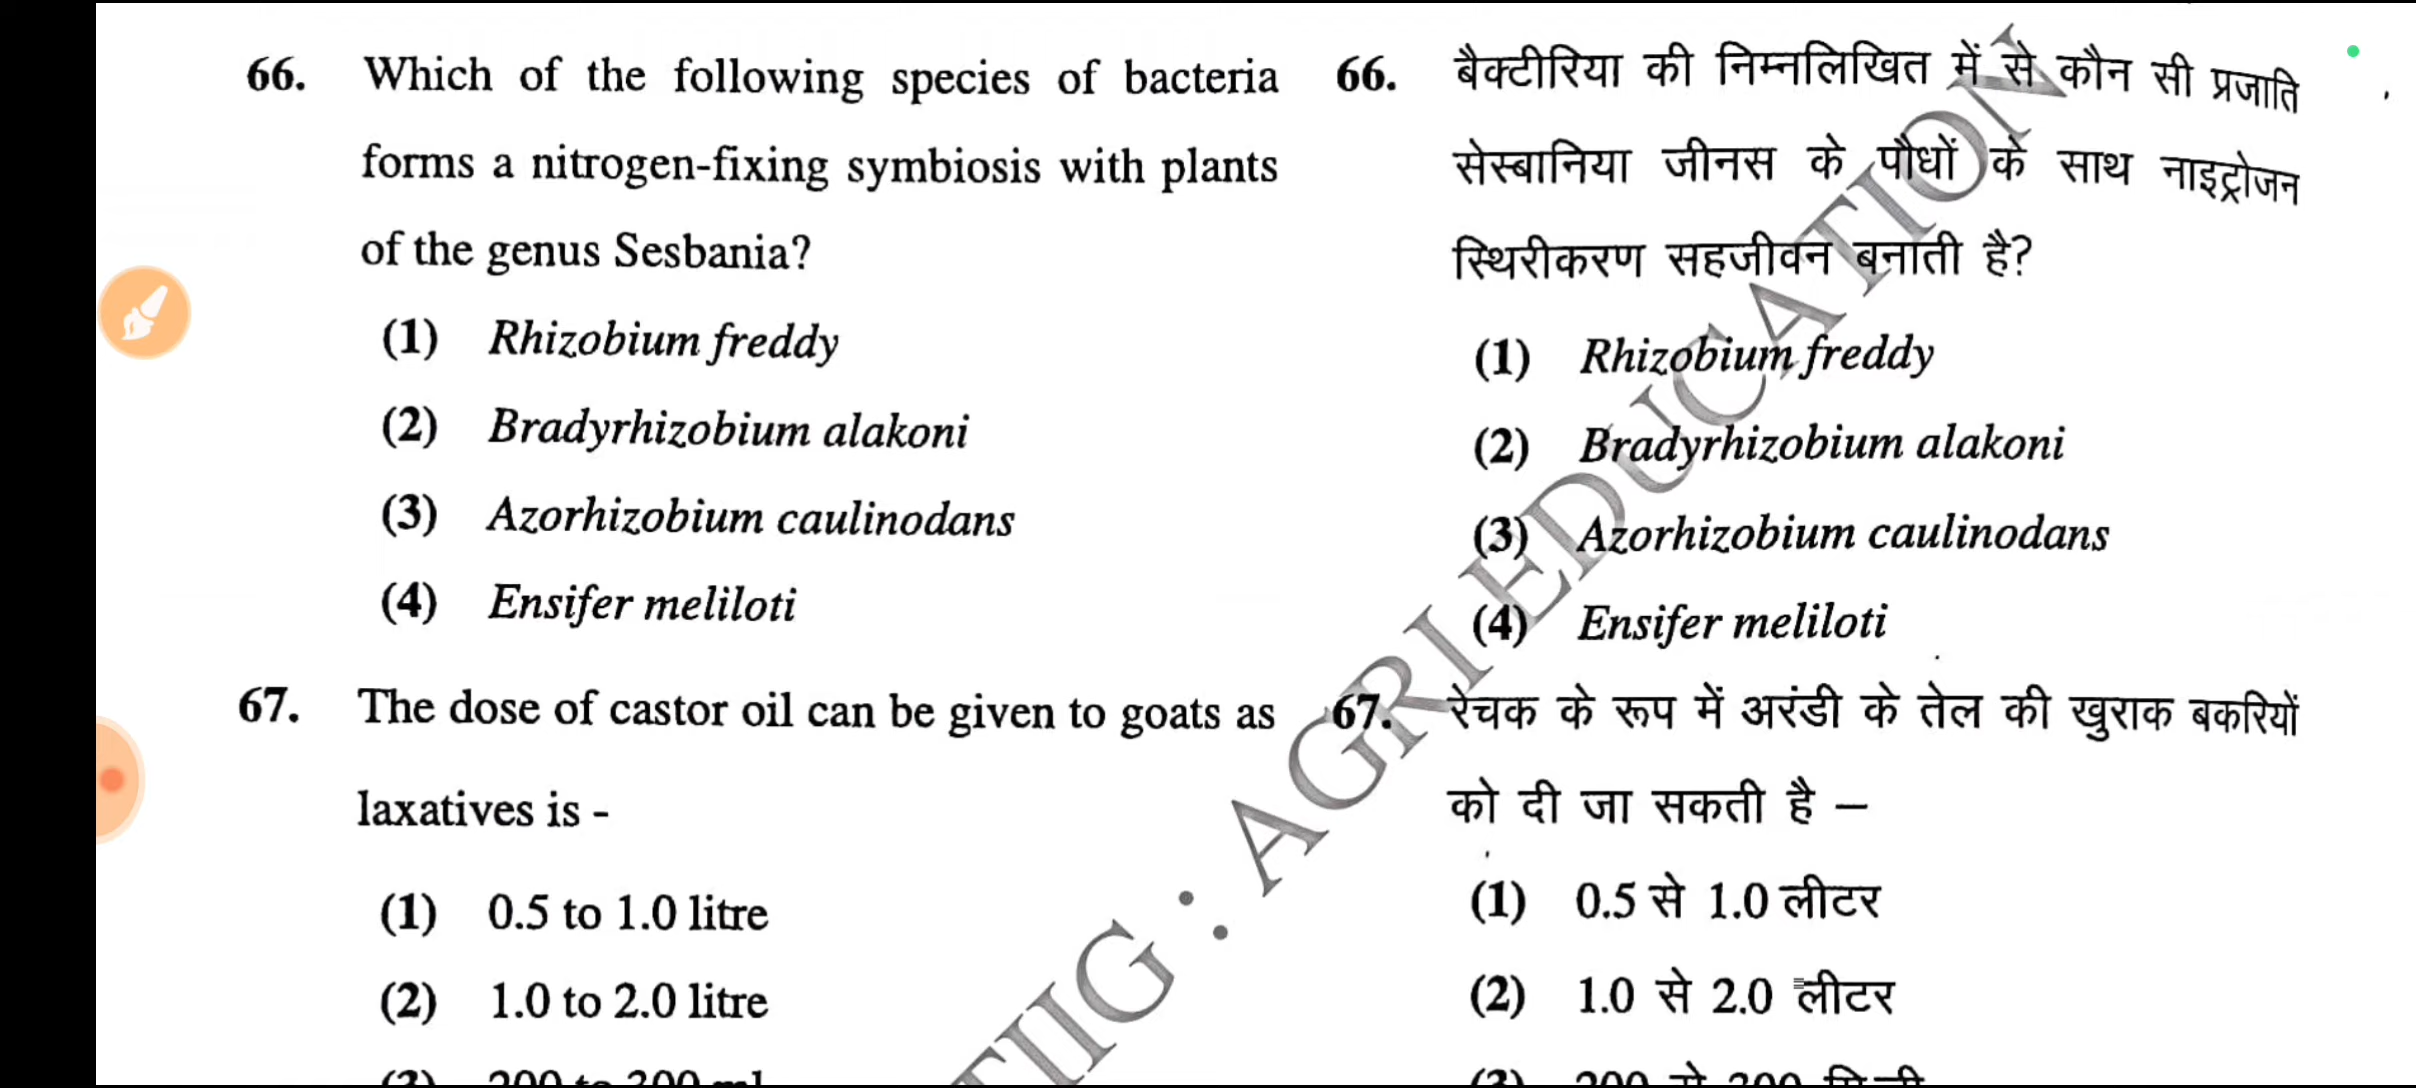 66. Which of the following species of bacteria
forms a nitrogen-fixing symbiosis with plants
of the genus Sesbania?
(1) Rhizobium freddy
(2) Bradyrhizobium alakoni
(3) Azorhizobium caulinodans
(4) Ensifer meliloti
67. The dose of castor oil can be given to goats as
laxatives is -
(1) 0.5 to 1.0 litre
(2) 1.0 to 2.0 litre
66. बैक्टीरिया की निम्नलिखित में से कौन सी प्रजाति
सेस्बानिया जीनस के पौधों के साथ नाइट्रोजन
स्थिरीकरण सहजीवन बनाती है?
(1) Rhizobium freddy
(2) Bradyrhizobium alakoni
(3) Azorhizobium caulinodans
(4) Ensifer meliloti
67. रेचक के रूप में अरंडी के तेल की खुराक बकरियों
को दी जा सकती है –
(1) 0.5 से 1.0 लीटर
(2) 1.0 से 2.0 लीटर
: AGRI EDUCATION